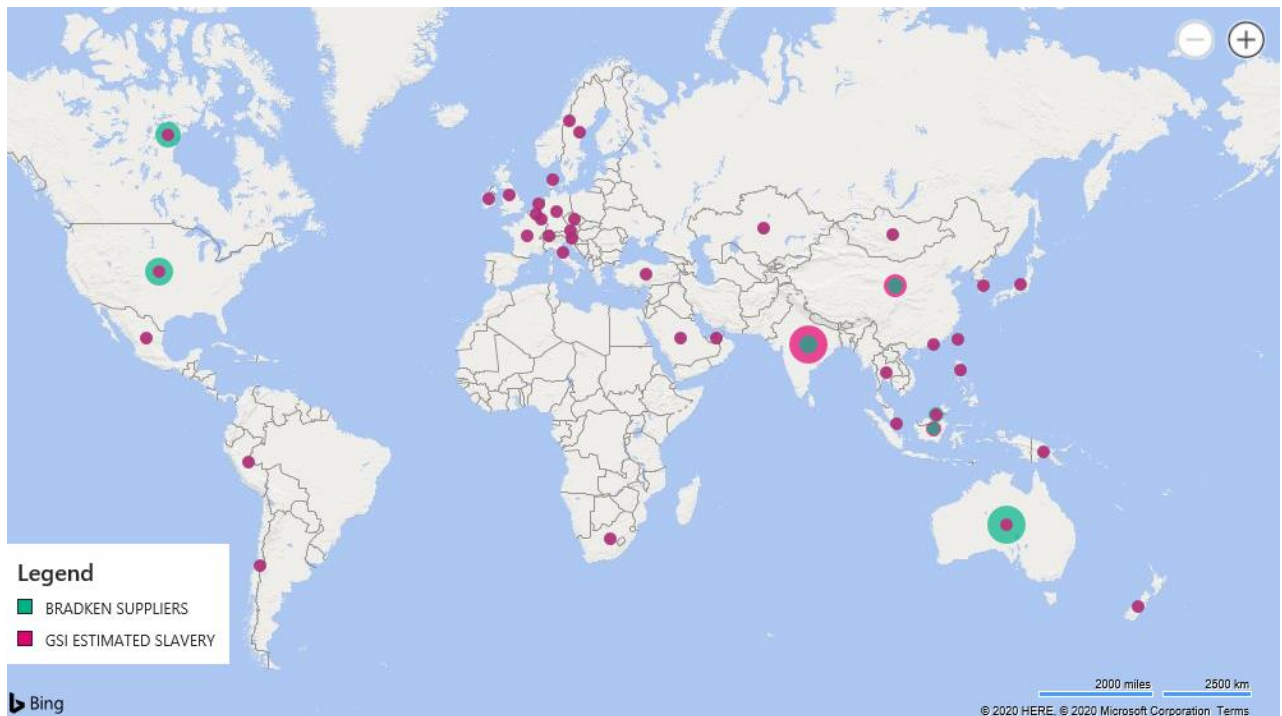 Legend
BRADKEN SUPPLIERS
GSI ESTIMATED SLAVERY
Bing
2000 miles 2500 km
© 2020 HERE, © 2020 Microsoft Corporation Terms